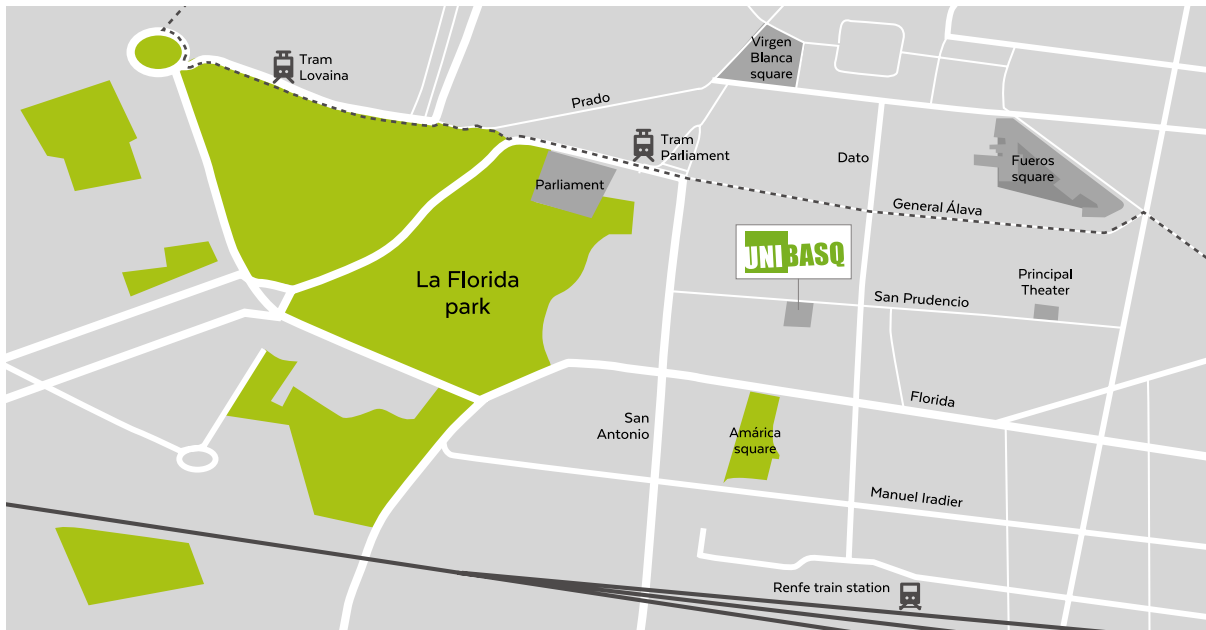 Tram
Lovaina
Virgen
Blanca
square
Prado
Tram
Parliament
Dato
Fueros
square
Parliament
General Álava
UNIBASQ
La Florida
park
Principal
Theater
San Prudencio
Florida
San
Antonio
Amárica
square
Manuel Iradier
Renfe train station